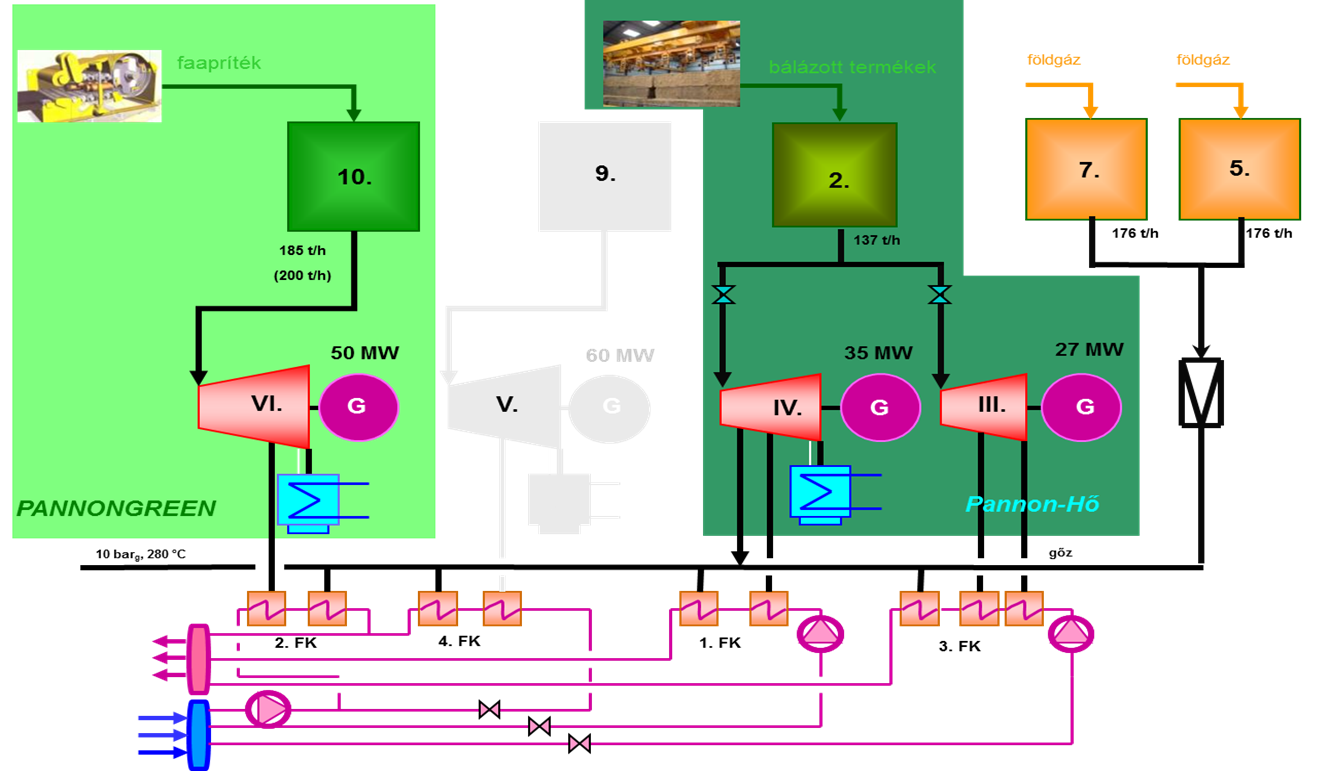 faapríték
bálázott termékek
földgáz
földgáz
10.
9.
2.
7.
5.
185 t/h
(200 t/h)
137 t/h
176 t/h
176 t/h
50 MW
60 MW
35 MW
27 MW
VI.
G
V.
G
IV.
G
III.
G
PANNONGREEN
Pannon-Hő
10 barg, 280 °C
gőz
2. FK
4. FK
1. FK
3. FK